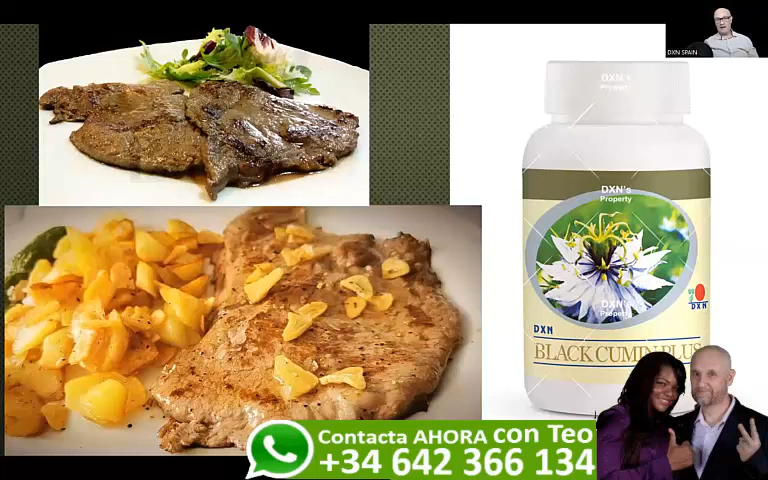 DXN SPAIN
DXN's
Property
DXN's
Property
DXN's
Property
DXN
DXN
BLACK CUMIN PLUS
Contacta AHORA con Teo
+34 642 366 134